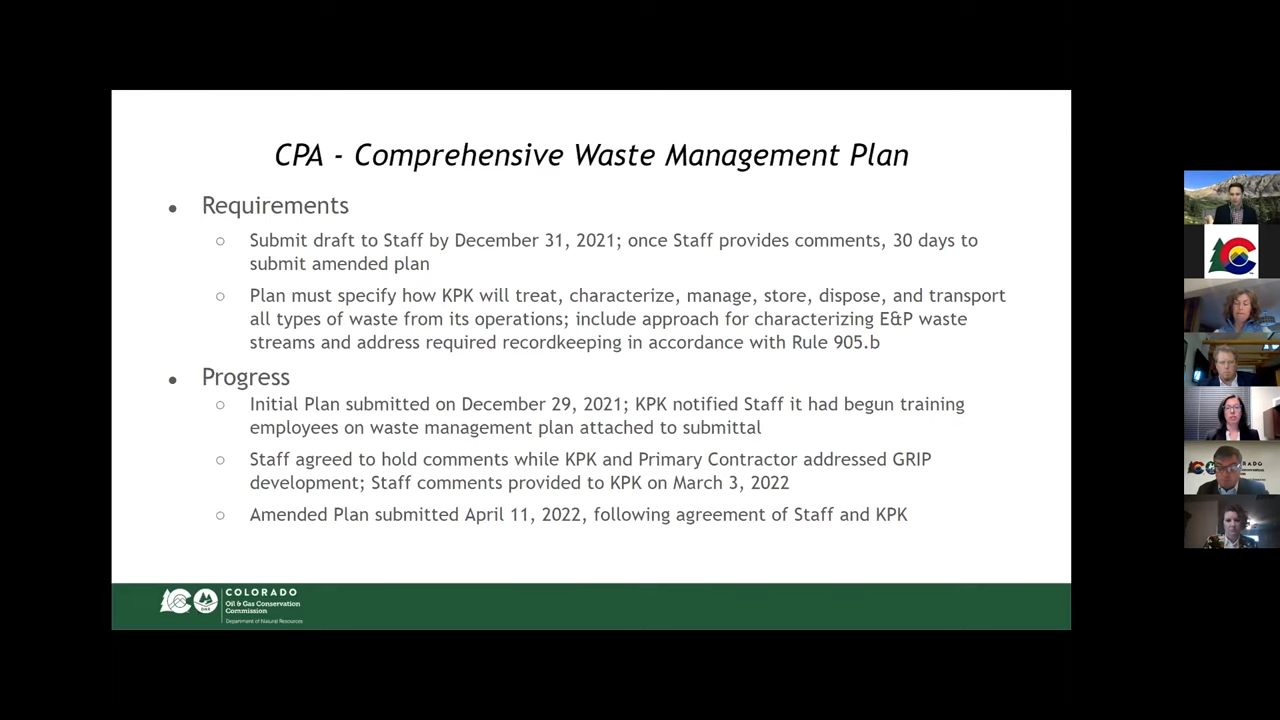 CPA - Comprehensive Waste Management Plan
● Requirements
○ Submit draft to Staff by December 31, 2021; once Staff provides comments, 30 days to
submit amended plan
○ Plan must specify how KPK will treat, characterize, manage, store, dispose, and transport
all types of waste from its operations; include approach for characterizing E&P waste
streams and address required recordkeeping in accordance with Rule 905.b
● Progress
○ Initial Plan submitted on December 29, 2021; KPK notified Staff it had begun training
employees on waste management plan attached to submittal
○ Staff agreed to hold comments while KPK and Primary Contractor addressed GRIP
development; Staff comments provided to KPK on March 3, 2022
○ Amended Plan submitted April 11, 2022, following agreement of Staff and KPK
COLORADO
Oil & Gas Conservation
Commission
Department of Natural Resources